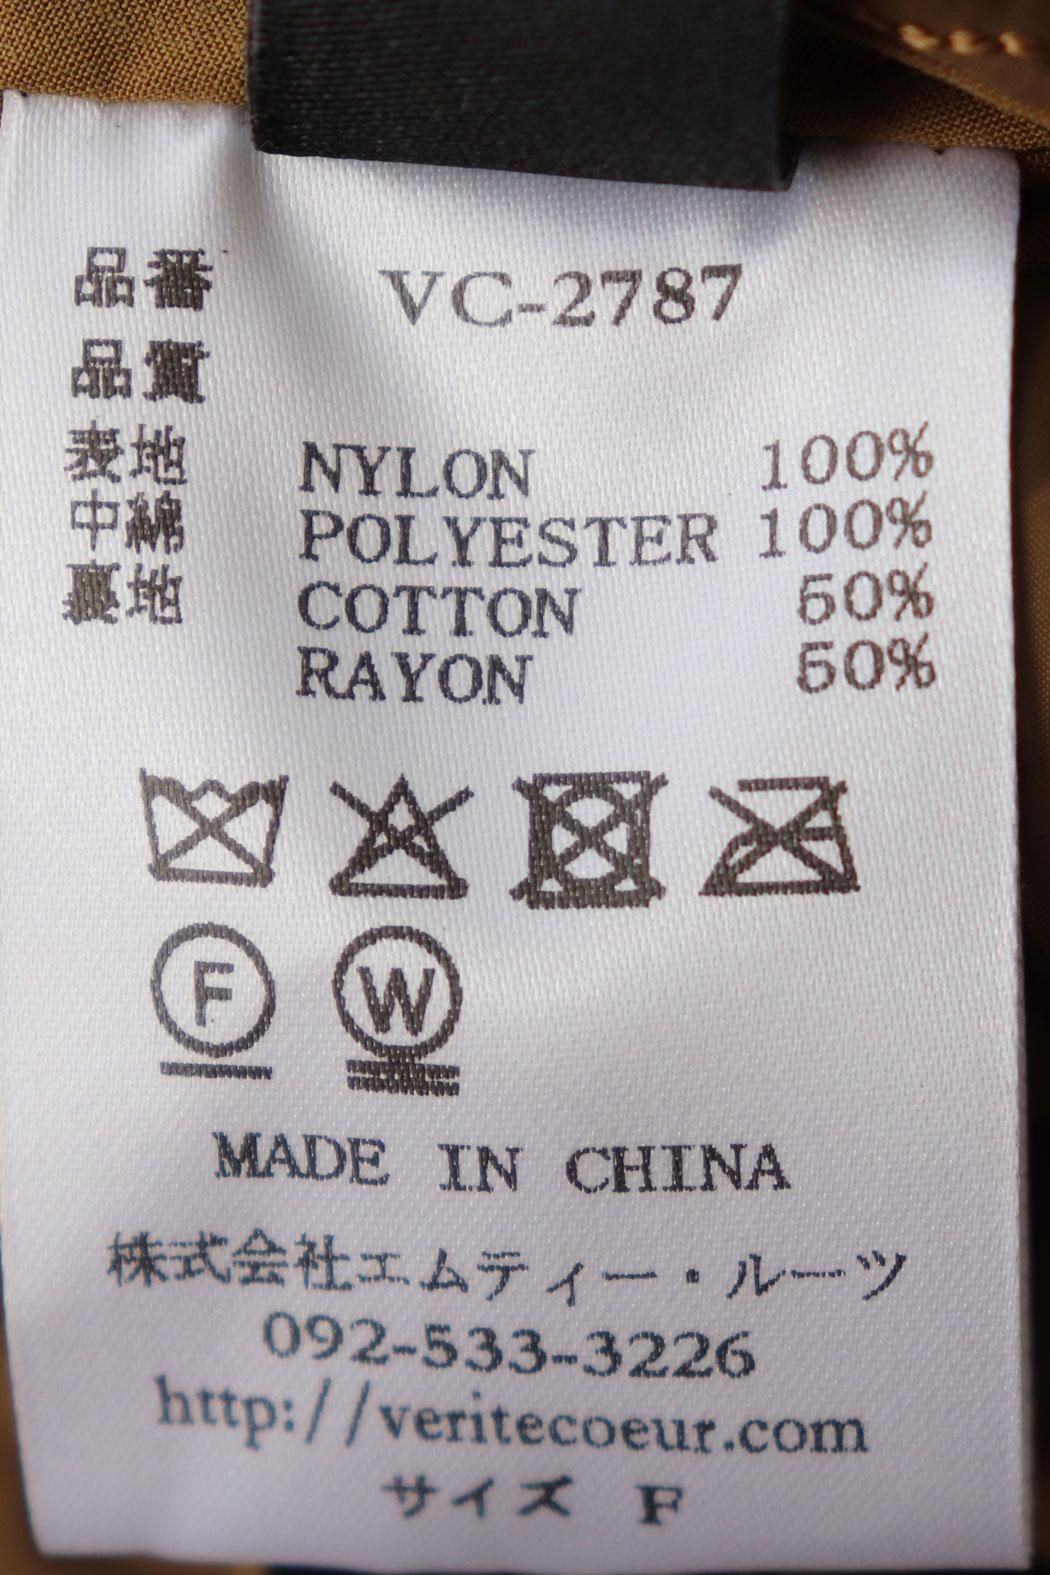 品番 VC-2787
品質
表地 NYLON 100%
中綿 POLYESTER 100%
裏地 COTTON 50%
RAYON 50%
F W
MADE IN CHINA
株式会社エムティー・ルーツ
092-533-3226
http://veritecoeur.com
サイズ F